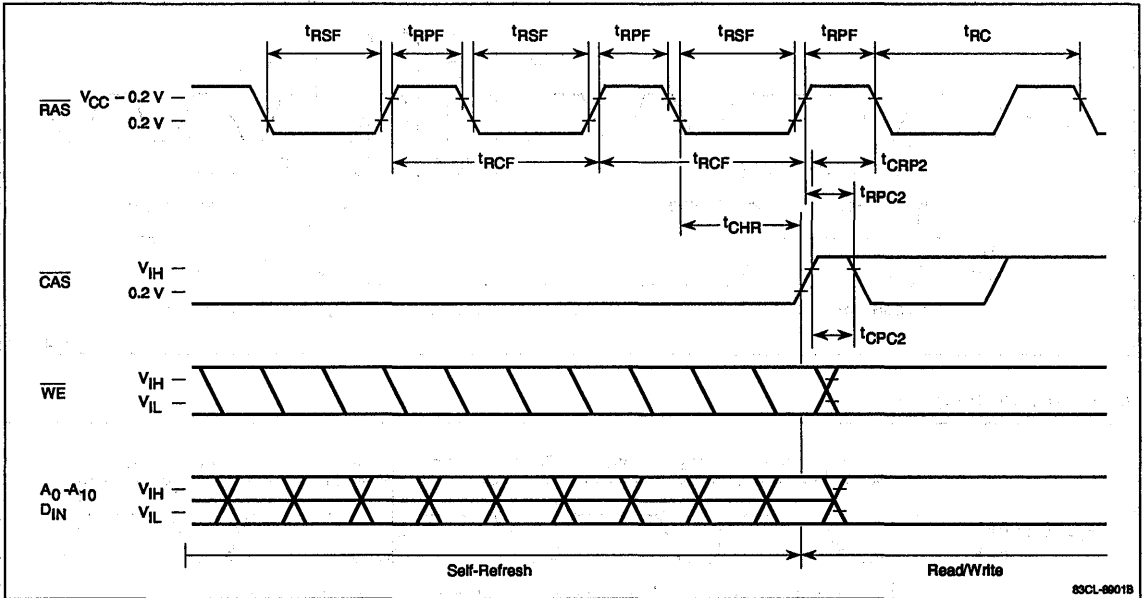 tRSF tRPF tRSF tRPF tRSF tRPF tRC
RAS VCC – 0.2 V
0.2 V
tRCF tRCF tCRP2
tRPC2
tCHR
CAS VIH
0.2 V
tCPC2
WE VIH
VIL
A0-A10 VIH
DIN VIL
Self-Refresh Read/Write
83CL-8901B